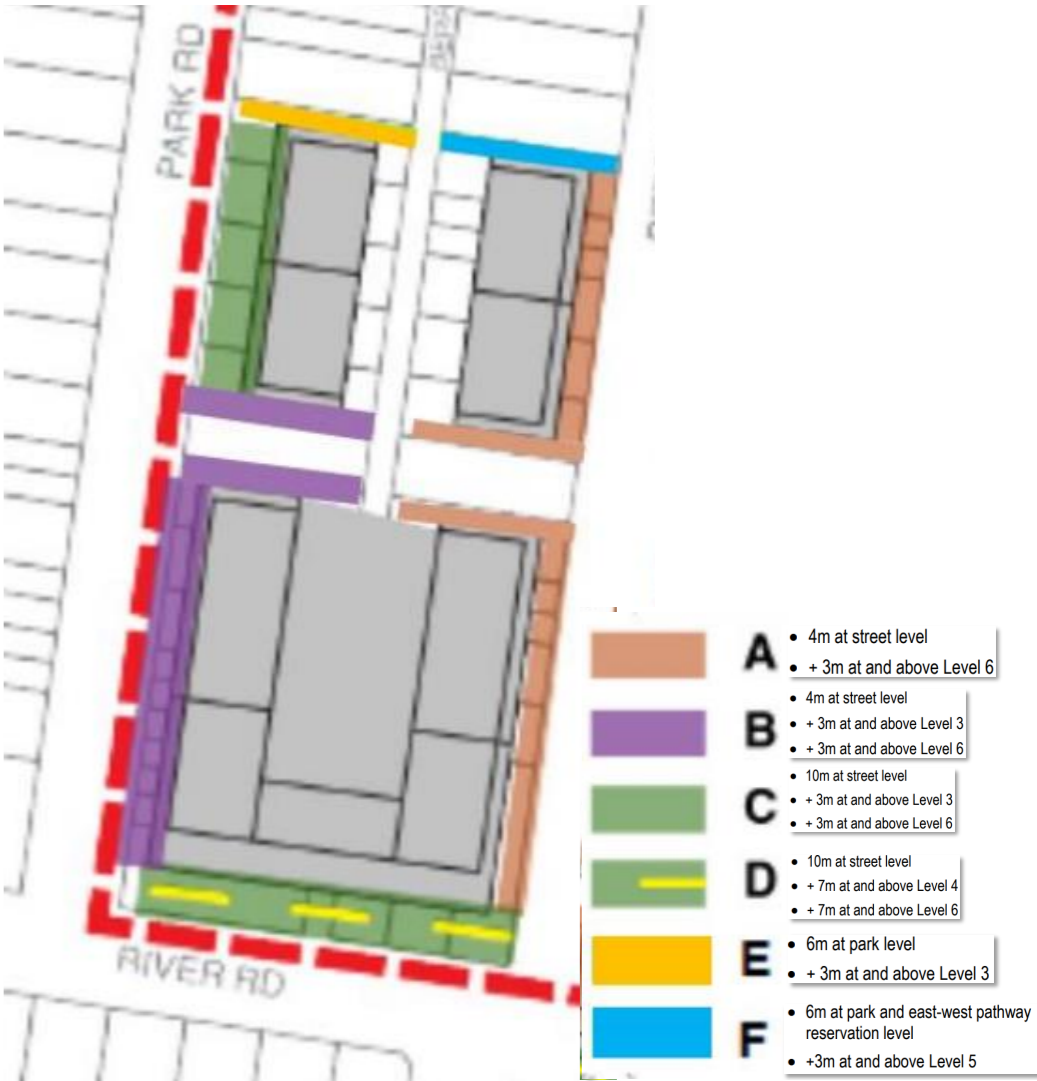 PARK RD
RIVER RD
A
• 4m at street level
• + 3m at and above Level 6
B
• 4m at street level
• + 3m at and above Level 3
• + 3m at and above Level 6
C
• 10m at street level
• + 3m at and above Level 3
• + 3m at and above Level 6
D
• 10m at street level
• + 7m at and above Level 4
• + 7m at and above Level 6
E
• 6m at park level
• + 3m at and above Level 3
F
• 6m at park and east-west pathway
reservation level
• +3m at and above Level 5